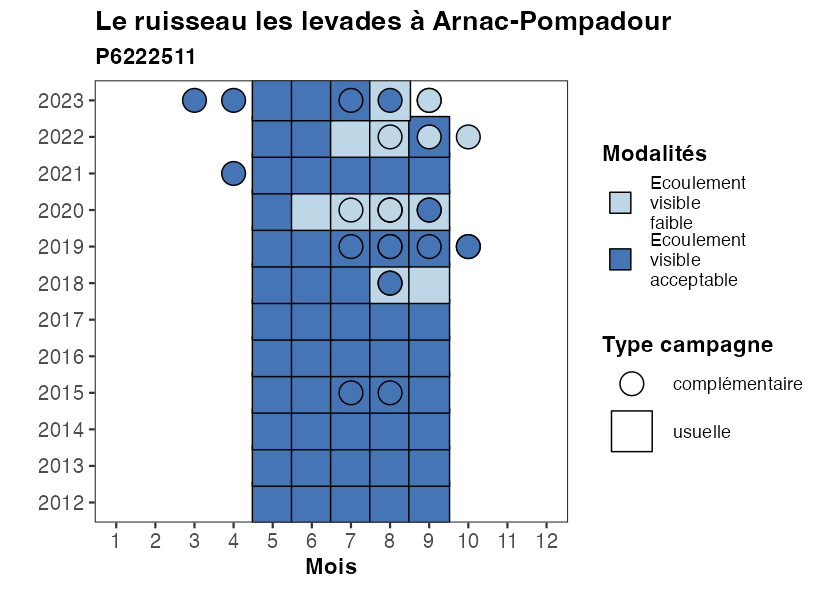 Le ruisseau les levades à Arnac-Pompadour
P6222511
2023
2022
2021
2020
2019
2018
2017
2016
2015
2014
2013
2012
1 2 3 4 5 6 7 8 9 10 11 12
Mois
Modalités
Ecoulement
visible
faible
Ecoulement
visible
acceptable
Type campagne
complémentaire
usuelle